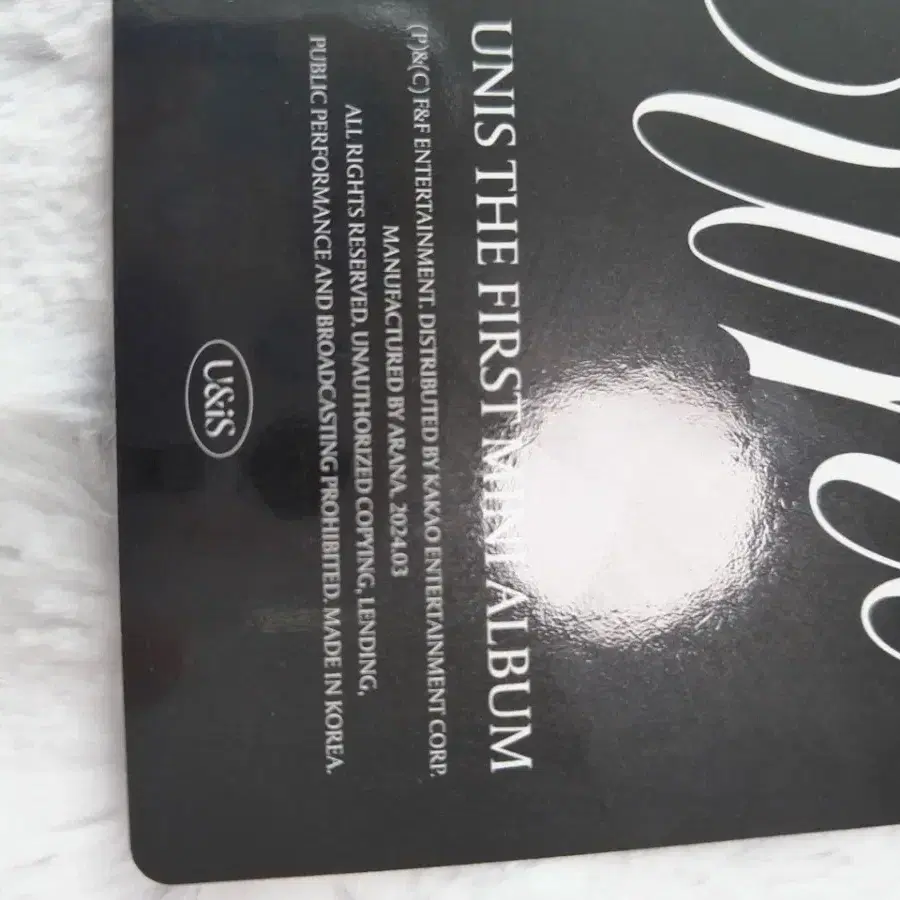 UNIS THE FIRST MINI ALBUM
(P)&(C) F&F ENTERTAINMENT. DISTRIBUTED BY KAKAO ENTERTAINMENT CORP.
MANUFACTURED BY ARANA. 2024.03
ALL RIGHTS RESERVED. UNAUTHORIZED COPYING, LENDING,
PUBLIC PERFORMANCE AND BROADCASTING PROHIBITED. MADE IN KOREA.
U&iS